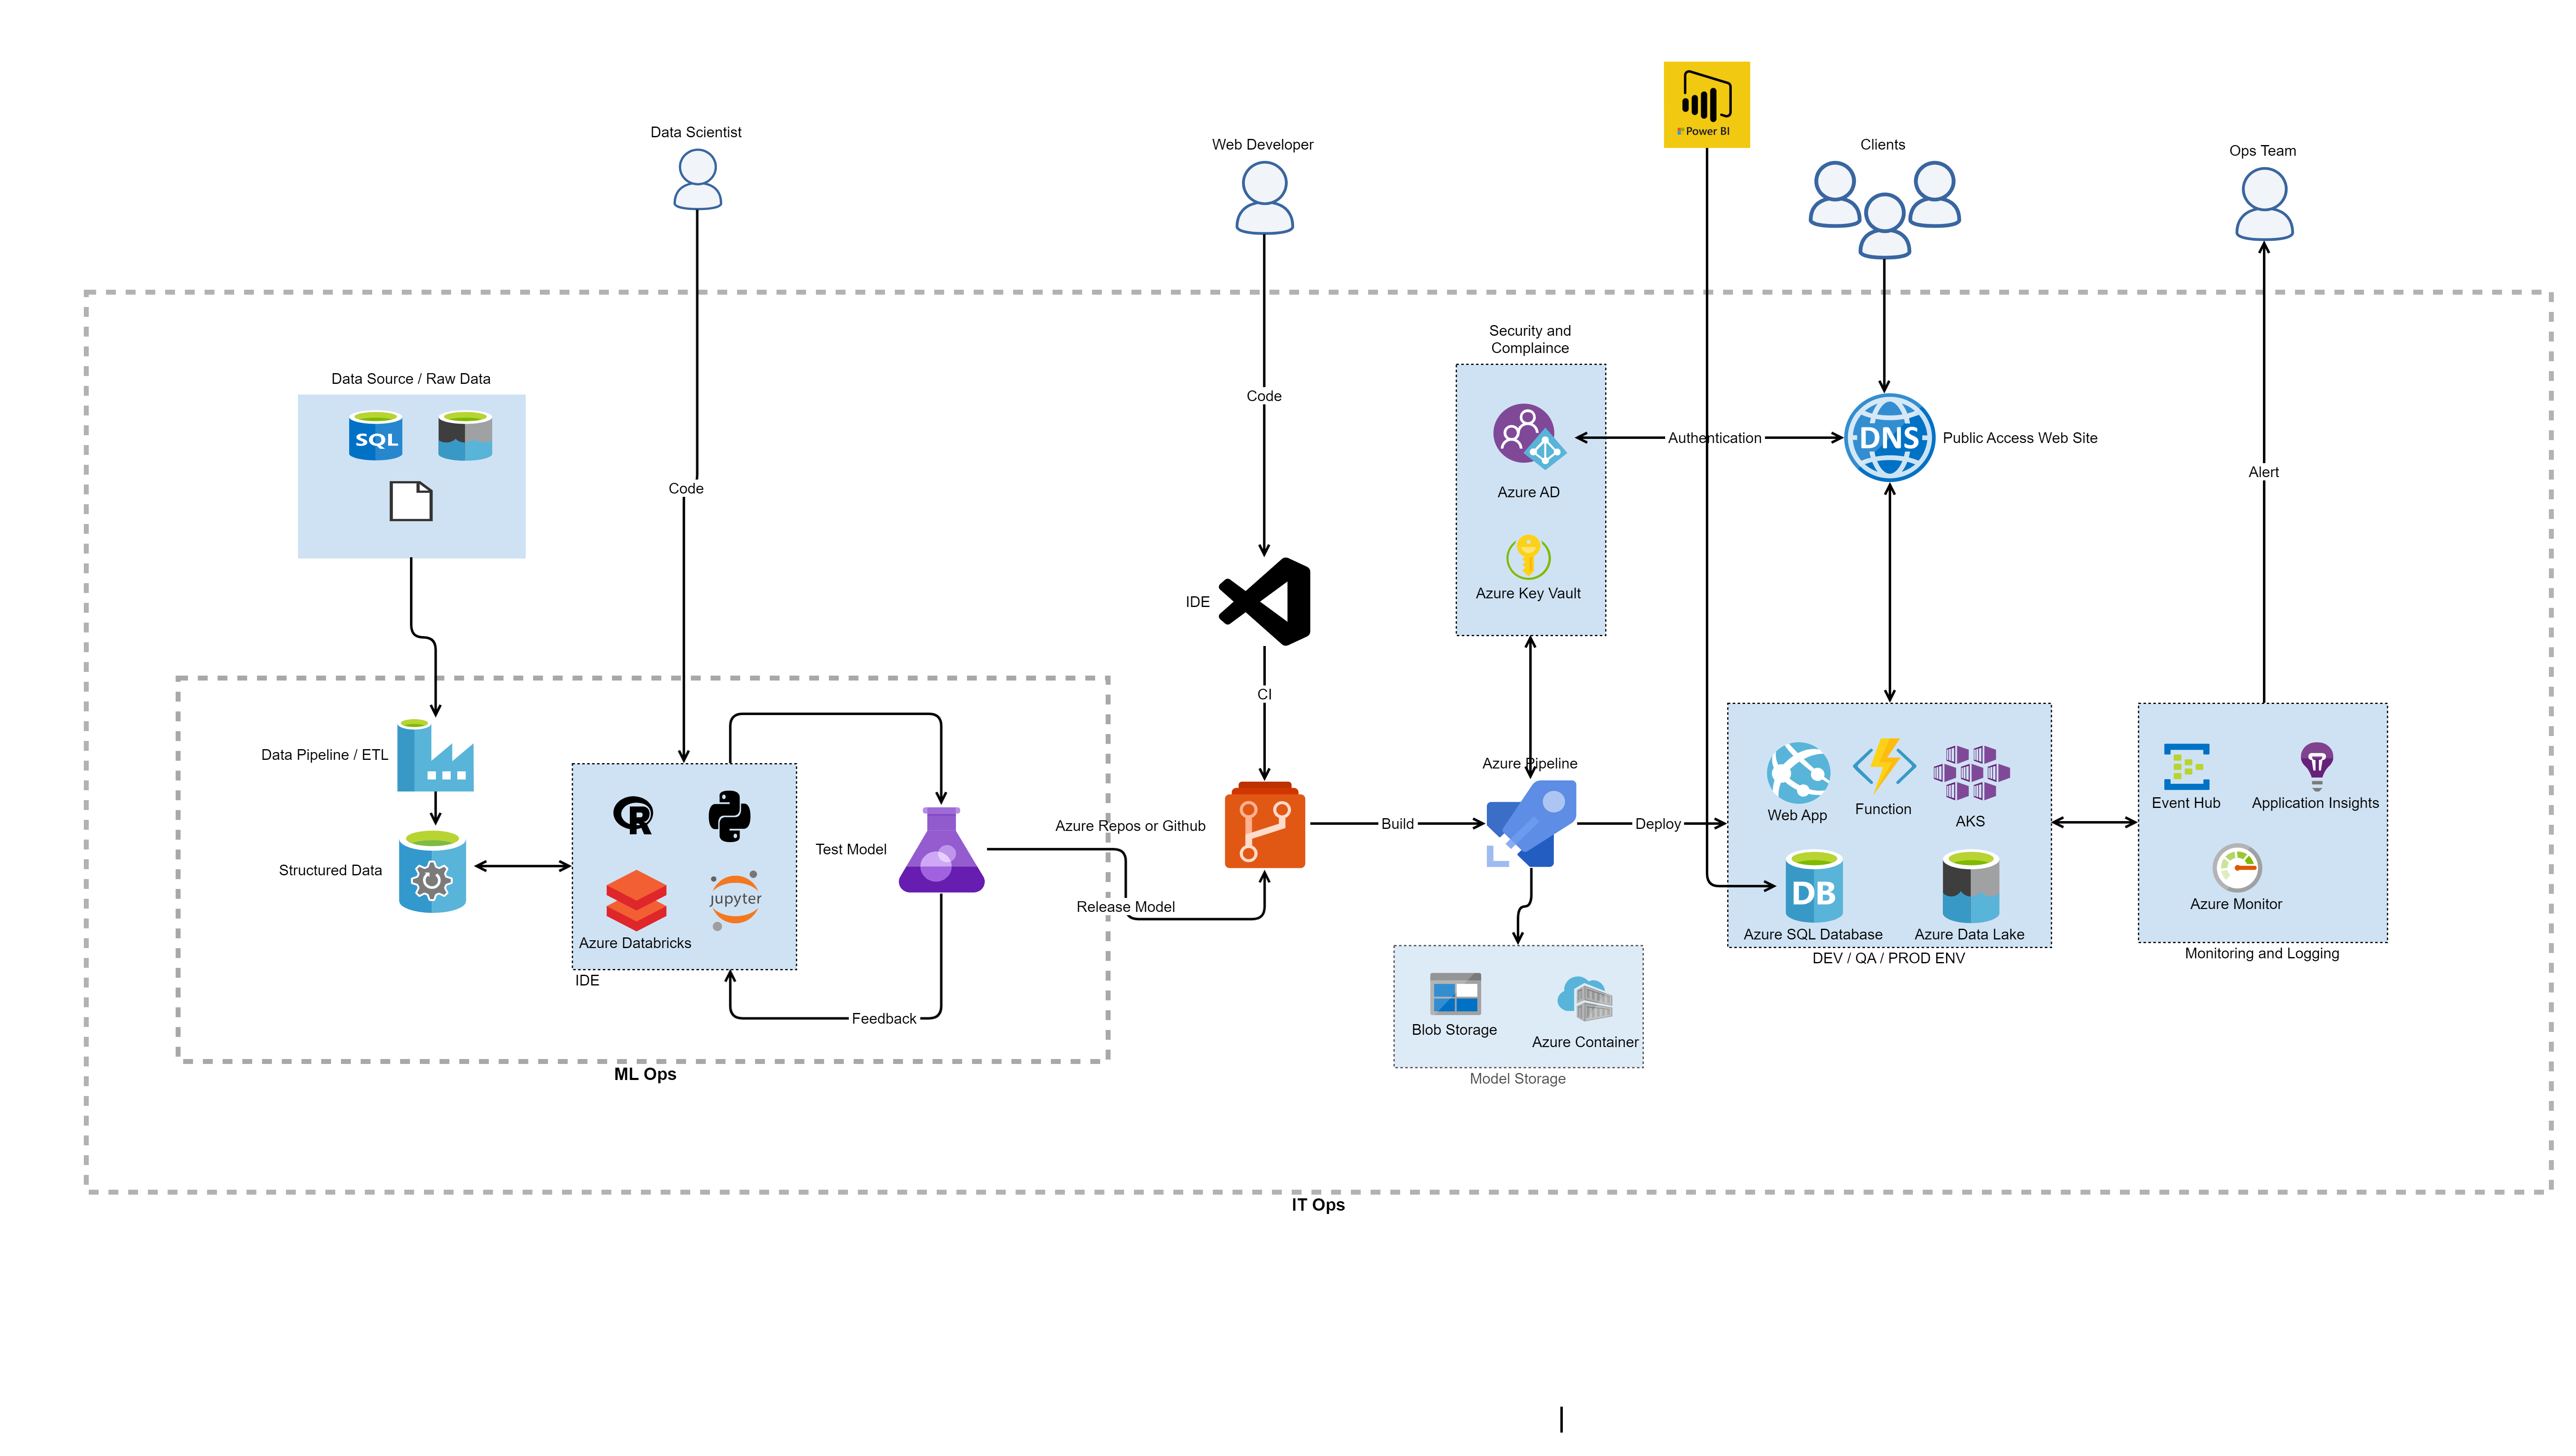 Power BI
Data Scientist
Web Developer
Clients
Ops Team
Security and
Complaince
Data Source / Raw Data
SQL
Code
Authentication
DNS
Public Access Web Site
Alert
Code
Azure AD
Azure Key Vault
IDE
CI
Data Pipeline / ETL
Azure Pipeline
Web App
Function
AKS
Event Hub
Application Insights
Azure Repos or Github
Build
Deploy
Test Model
Structured Data
jupyter
DB
Release Model
Azure Monitor
Azure Databricks
Azure SQL Database
Azure Data Lake
DEV / QA / PROD ENV
Monitoring and Logging
IDE
Feedback
Blob Storage
Azure Container
ML Ops
Model Storage
IT Ops